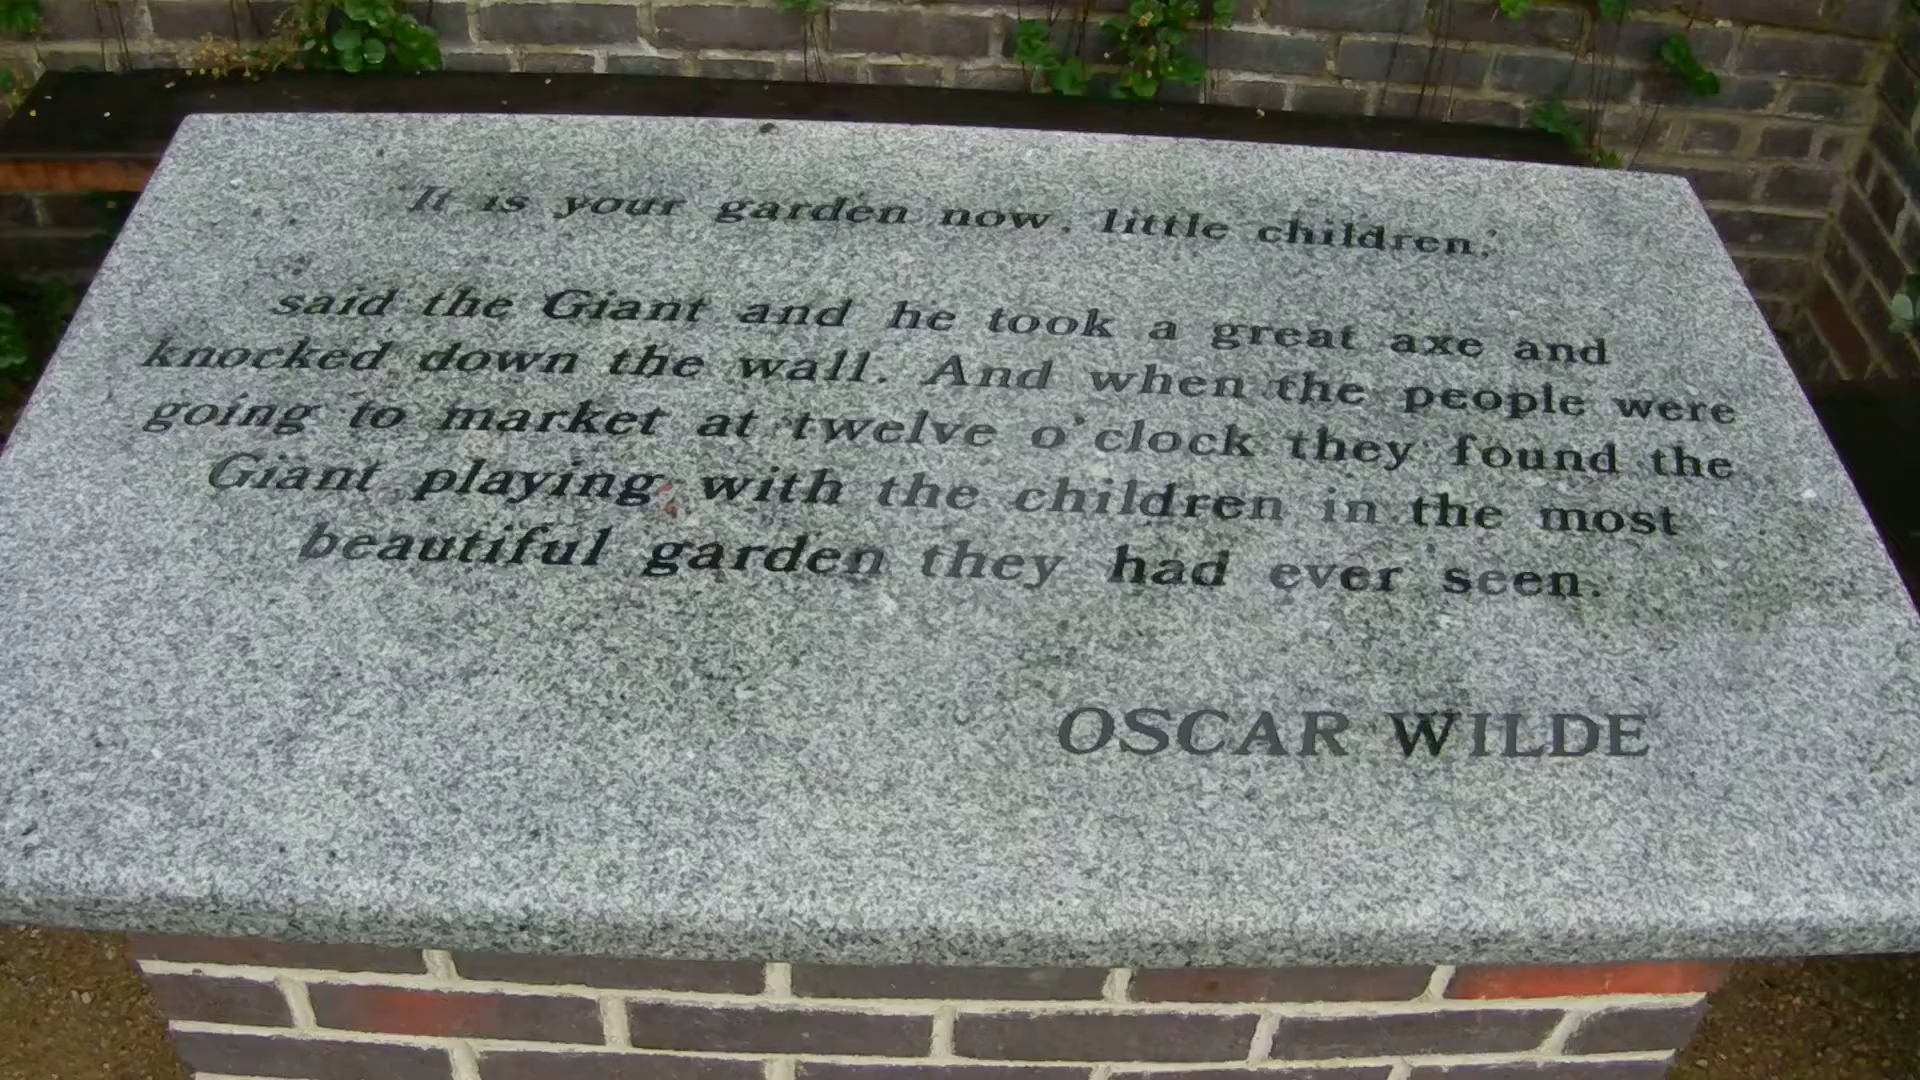 'It is your garden now, little children,'
said the Giant and he took a great axe and
knocked down the wall. And when the people were
going to market at twelve o'clock they found the
Giant playing with the children in the most
beautiful garden they had ever seen.
OSCAR WILDE